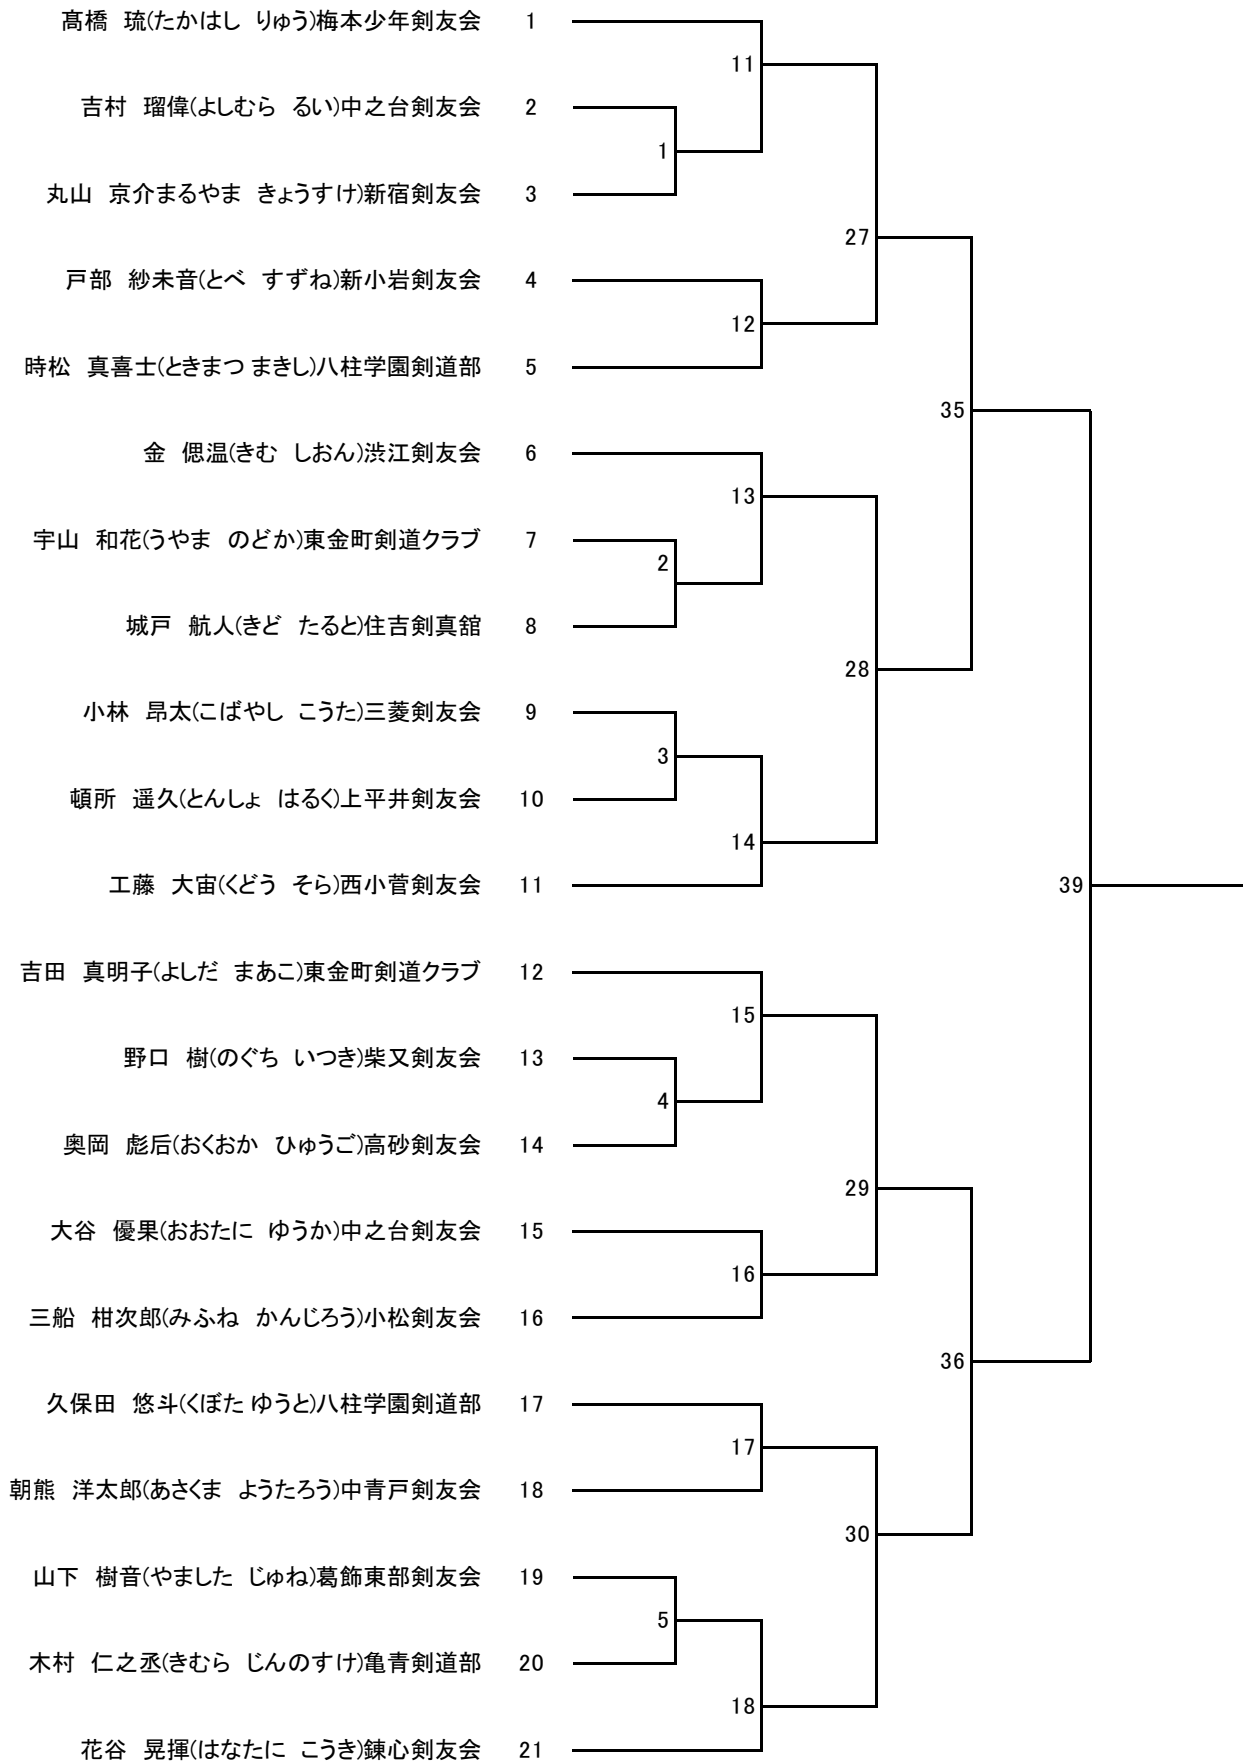 髙橋　琉(たかはし　りゅう)梅本少年剣友会　1
11
吉村　瑠偉(よしむら　るい)中之台剣友会　2
1
丸山　京介まるやま　きょうすけ)新宿剣友会　3
27
戸部　紗未音(とべ　すずね)新小岩剣友会　4
12
時松　真喜士(ときまつ まきし)八柱学園剣道部　5
35
金　偲温(きむ　しおん)渋江剣友会　6
13
宇山　和花(うやま　のどか)東金町剣道クラブ　7
2
城戸　航人(きど　たると)住吉剣真舘　8
28
小林　昂太(こばやし　こうた)三菱剣友会　9
3
頓所　遥久(とんしょ　はるく)上平井剣友会　10
14
工藤　大宙(くどう　そら)西小菅剣友会　11
39
吉田　真明子(よしだ　まあこ)東金町剣道クラブ　12
15
野口　樹(のぐち　いつき)柴又剣友会　13
4
奥岡　彪后(おくおか　ひゅうご)高砂剣友会　14
29
大谷　優果(おおたに　ゆうか)中之台剣友会　15
16
三船　柑次郎(みふね　かんじろう)小松剣友会　16
36
久保田　悠斗(くぼた ゆうと)八柱学園剣道部　17
17
朝熊　洋太郎(あさくま　ようたろう)中青戸剣友会　18
30
山下　樹音(やました　じゅね)葛飾東部剣友会　19
5
木村　仁之丞(きむら　じんのすけ)亀青剣道部　20
18
花谷　晃揮(はなたに　こうき)錬心剣友会　21